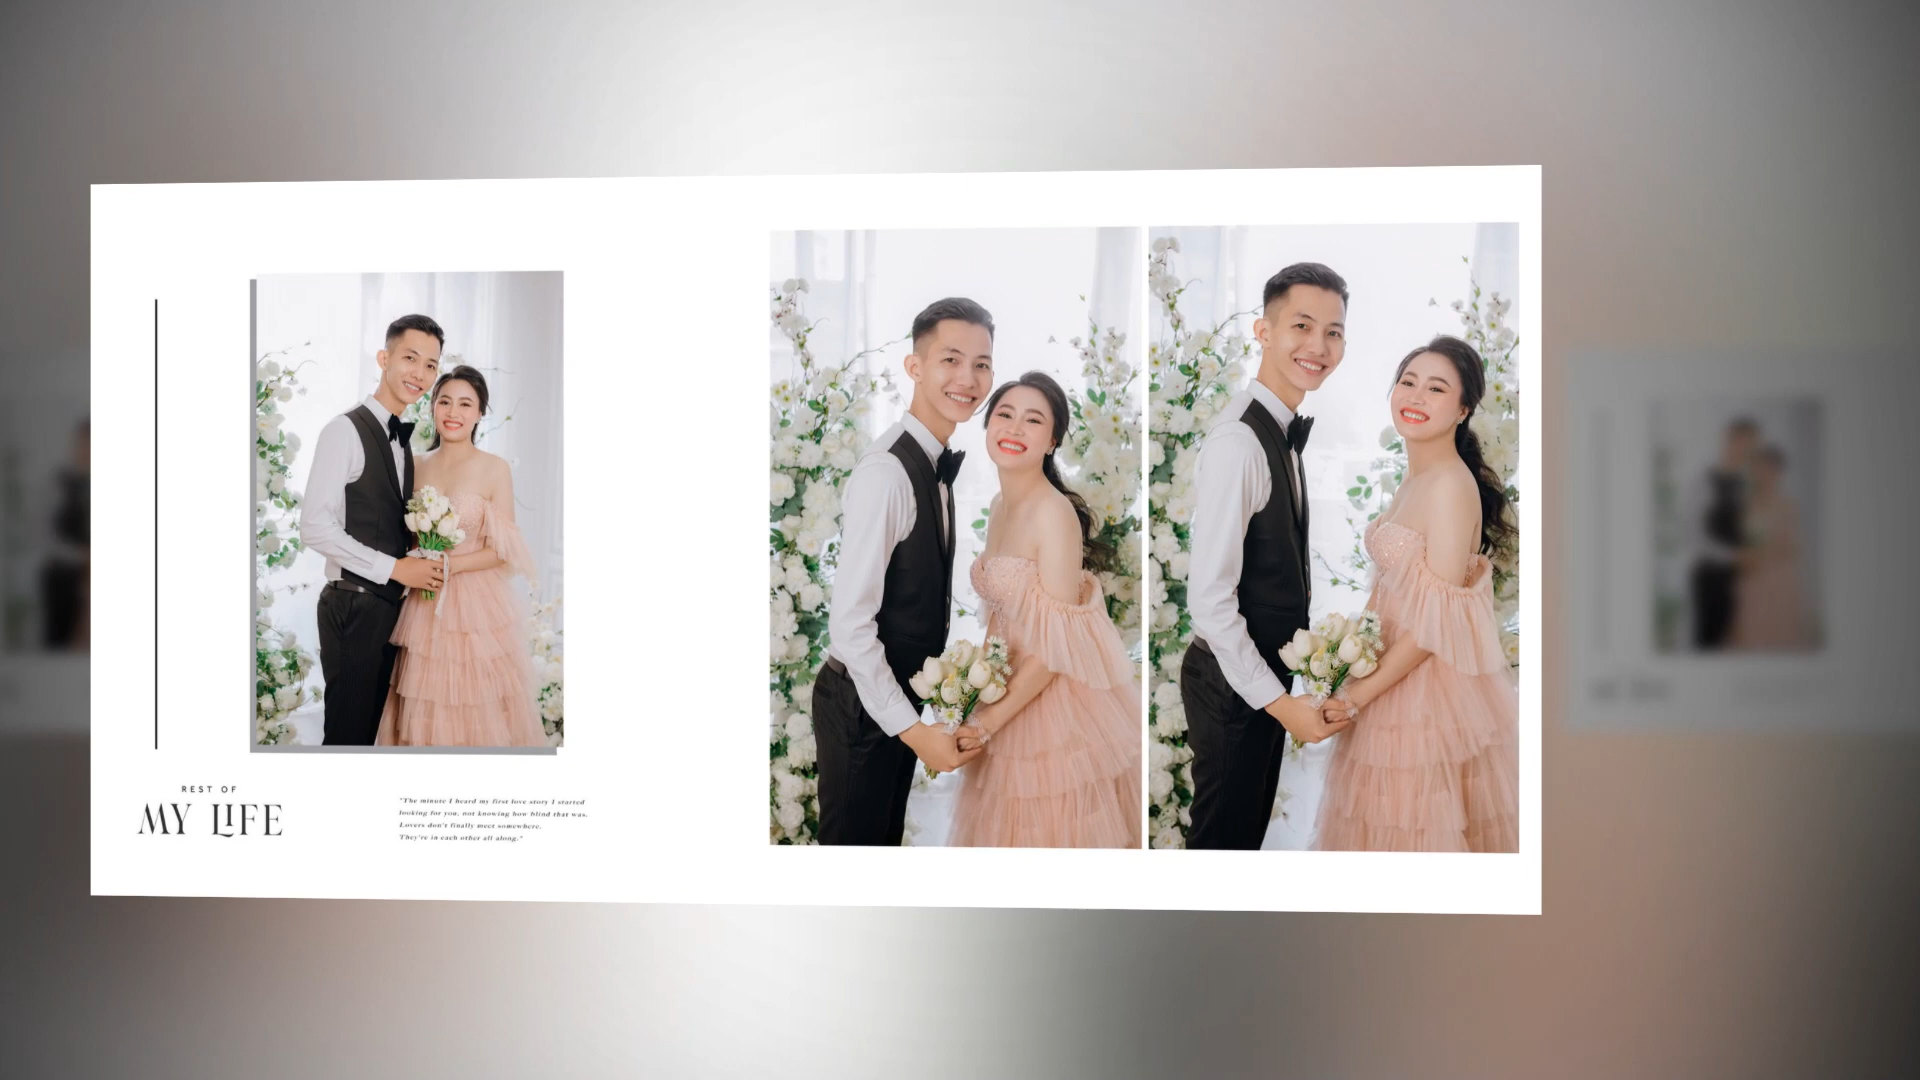 REST OF
MY LIFE
"The minute I heard my first love story I started
looking for you, not knowing how blind that was.
Lovers don't finally meet somewhere.
They're in each other all along."